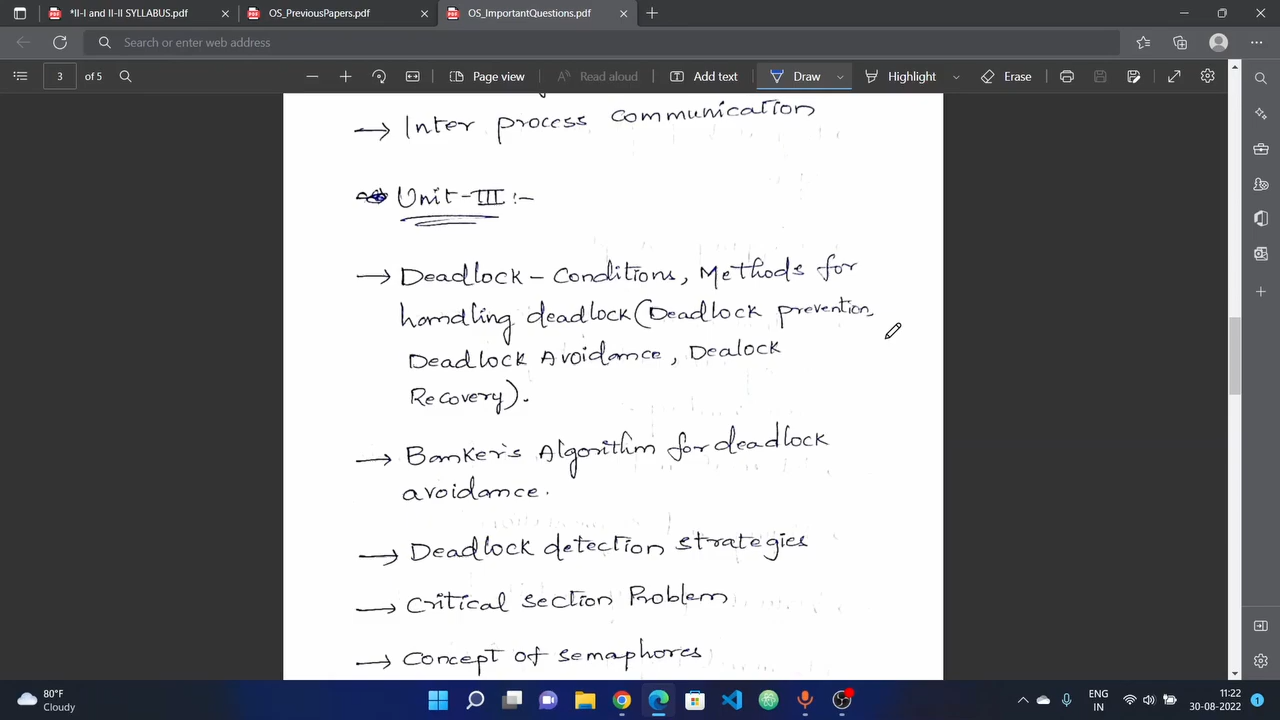 *II-I and II-II SYLLABUS.pdf
OS_PreviousPapers.pdf
OS_ImportantQuestions.pdf
Search or enter web address
3 of 5
Page view
Read aloud
Add text
Draw
Highlight
Erase
→ Inter process communication
Unit-III :-
→ Deadlock - Conditions, Methods for
handling deadlock (Deadlock prevention,
Deadlock Avoidance, Dealock
Recovery).
→ Banker's Algorithm for deadlock
avoidance.
→ Deadlock detection strategies
→ Critical section Problem
→ Concept of semaphores
80°F
Cloudy
ENG
IN
11:22
30-08-2022
1